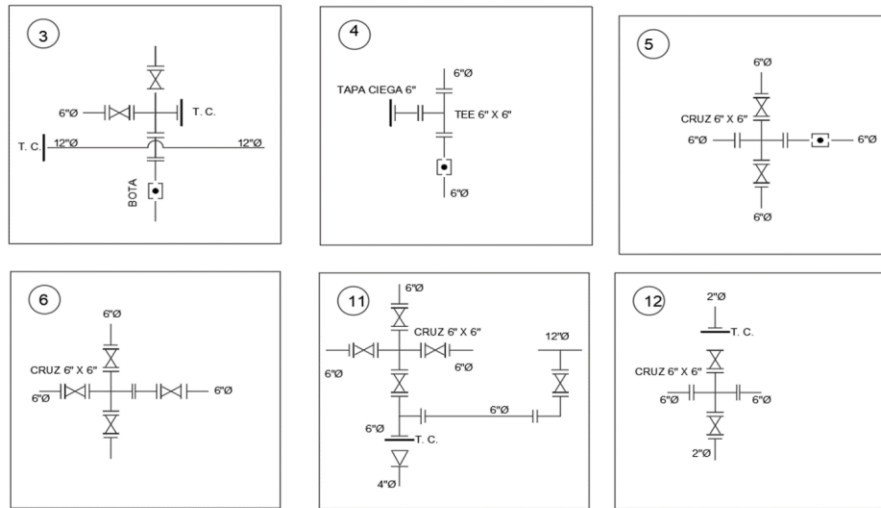 3
6"Ø
T. C.
T. C.
12"Ø
12"Ø
BOTA
4
6"Ø
TAPA CIEGA 6"
TEE 6" X 6"
6"Ø
5
6"Ø
CRUZ 6" X 6"
6"Ø
6"Ø
6"Ø
6
6"Ø
CRUZ 6" X 6"
6"Ø
6"Ø
11
6"Ø
CRUZ 6" X 6"
12"Ø
6"Ø
6"Ø
6"Ø
6"Ø
T. C.
4"Ø
12
2"Ø
T. C.
CRUZ 6" X 6"
6"Ø
6"Ø
2"Ø